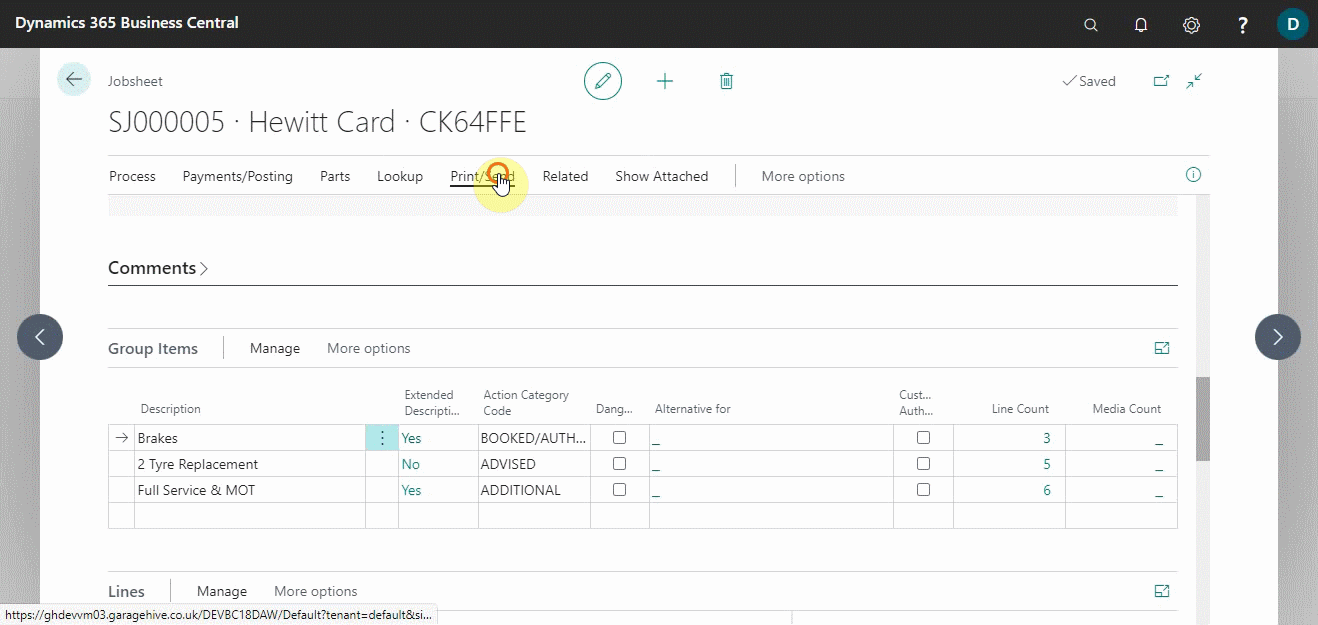 Dynamics 365 Business Central
?
D
Jobsheet
Saved
SJ000005 · Hewitt Card · CK64FFE
Process Payments/Posting Parts Lookup Print/Send Related Show Attached More options
Comments
Group Items Manage More options
Extended Action Category Cust...
Description Descripti... Code Dang... Alternative for Auth... Line Count Media Count
Brakes Yes BOOKED/AUTH... _ 3 _
2 Tyre Replacement No ADVISED _ 5 _
Full Service & MOT Yes ADDITIONAL _ 6 _
Lines Manage More options
https://ghdevvm03.garagehive.co.uk/DEVBC18DAW/Default?tenant=default&si...